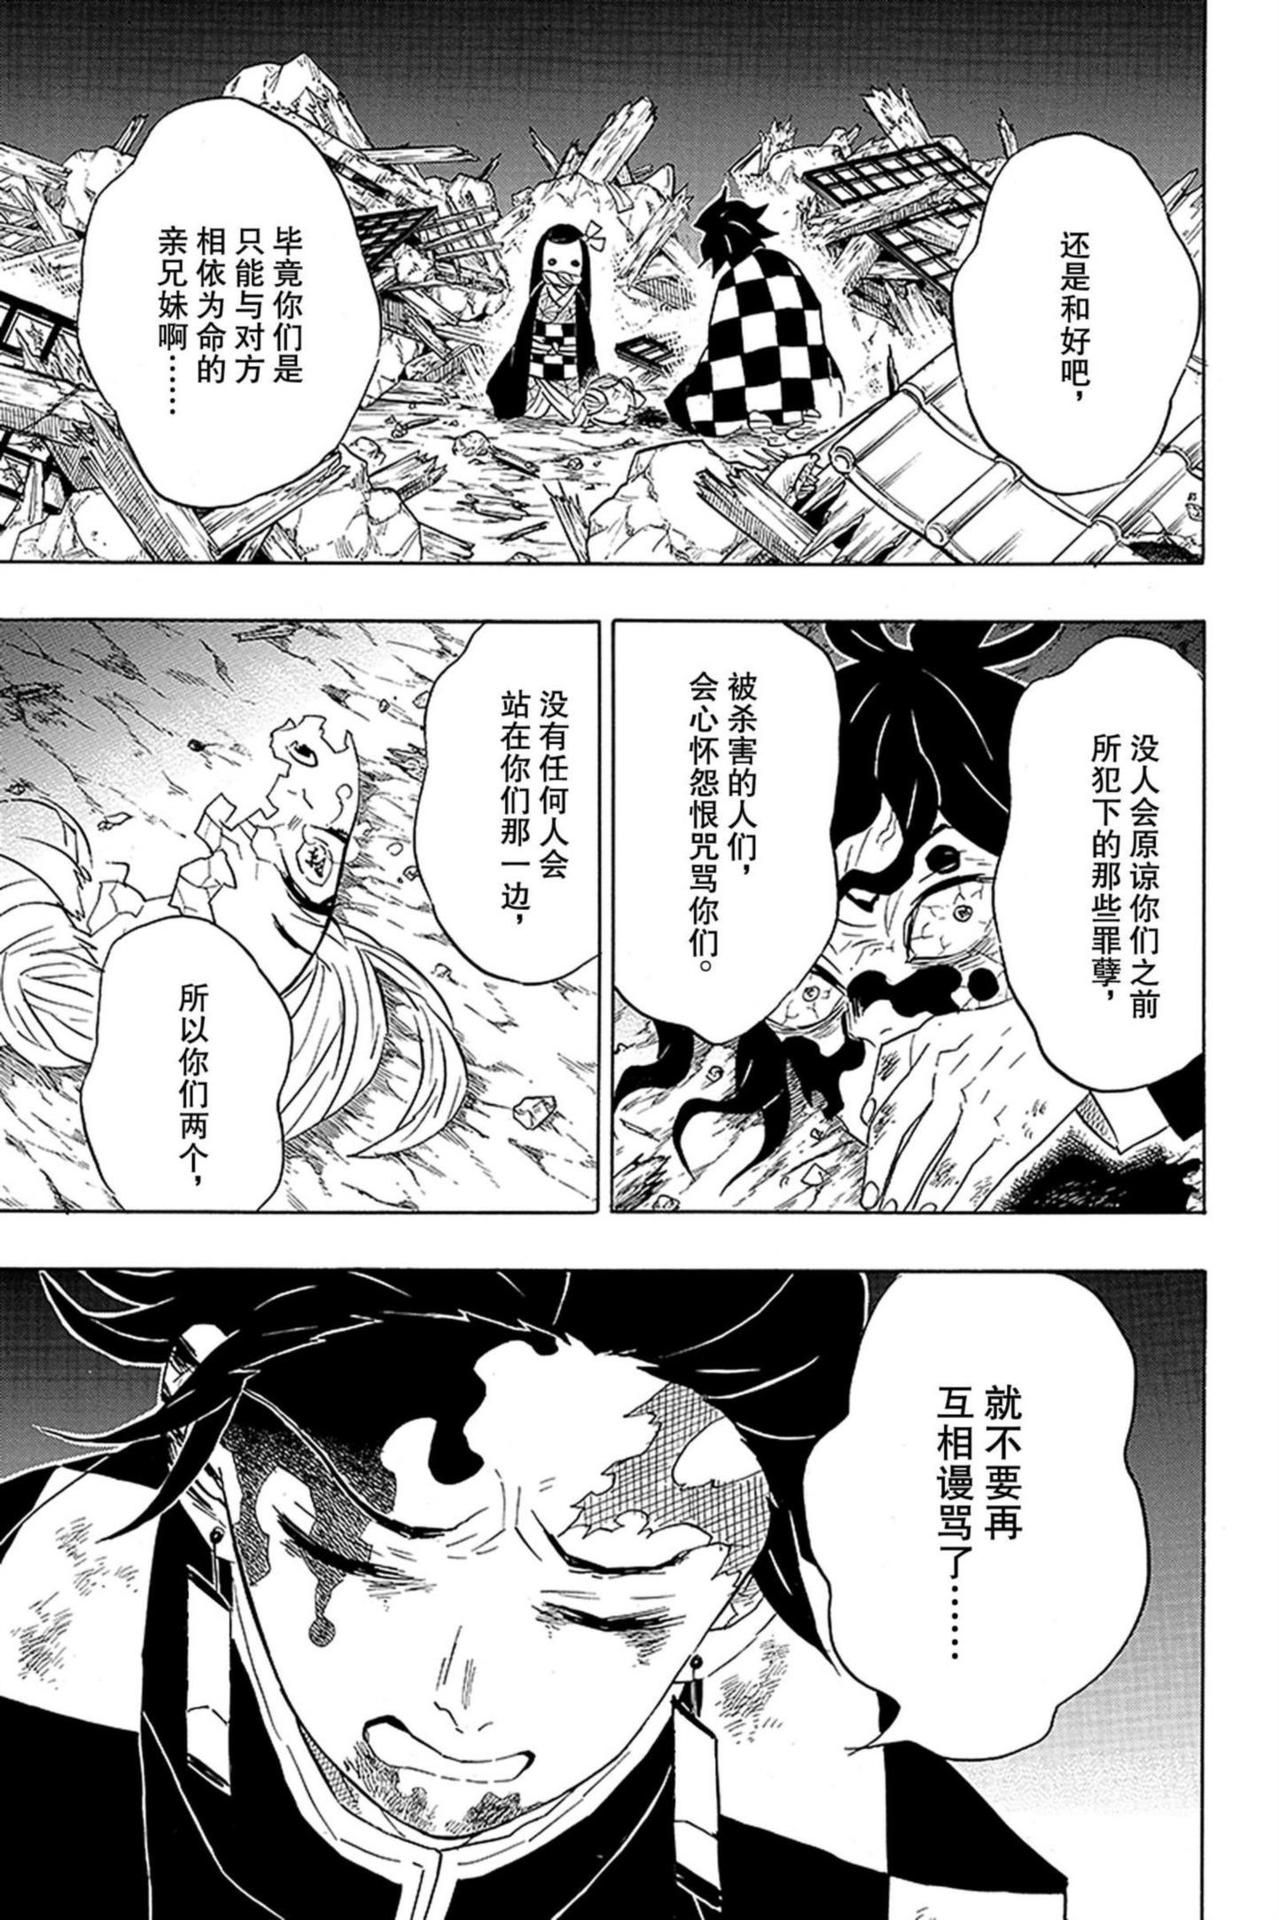 还是和好吧，
毕竟你们是
只能与对方
相依为命的
亲兄妹啊……
没人会原谅你们之前
所犯下的那些罪孽，
被杀害的人们，
会心怀怨恨咒骂你们。
没有任何人会
站在你们那一边，
所以你们两个，
就不要再
互相谩骂了……